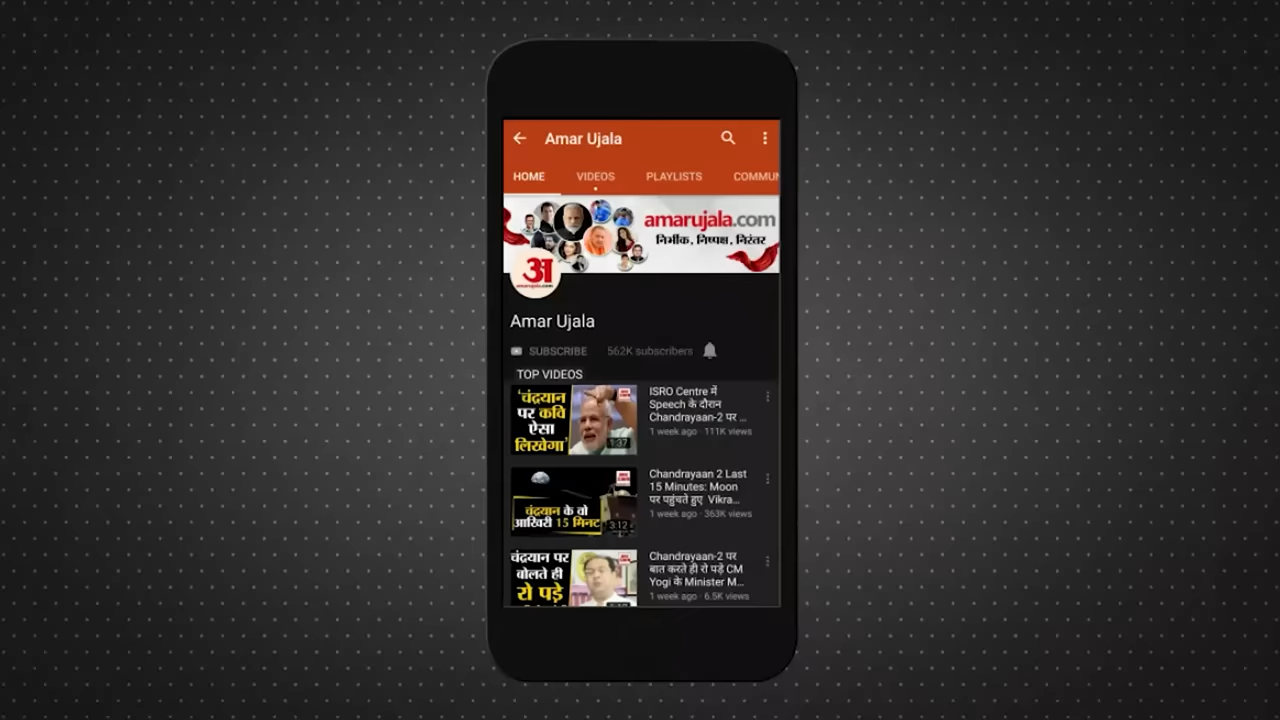 Amar Ujala
HOME VIDEOS PLAYLISTS COMMUN
amarujala.com
निर्भीक, निष्पक्ष, निरंतर
अ
amarujala.com
Amar Ujala
SUBSCRIBE 562K subscribers
TOP VIDEOS
'चंद्रयान
पर कवि
ऐसा
लिखेगा'
1:37
ISRO Centre में
Speech के दौरान
Chandrayaan-2 पर ...
1 week ago · 111K views
चंद्रयान के वो
आखिरी 15 मिनट
3:12
Chandrayaan 2 Last
15 Minutes: Moon
पर पहुंचते हुए Vikra...
1 week ago · 363K views
चंद्रयान पर
बोलते ही
रो पड़े
Chandrayaan-2 पर
बात करते ही रो पड़े CM
Yogi के Minister M...
1 week ago · 6.5K views